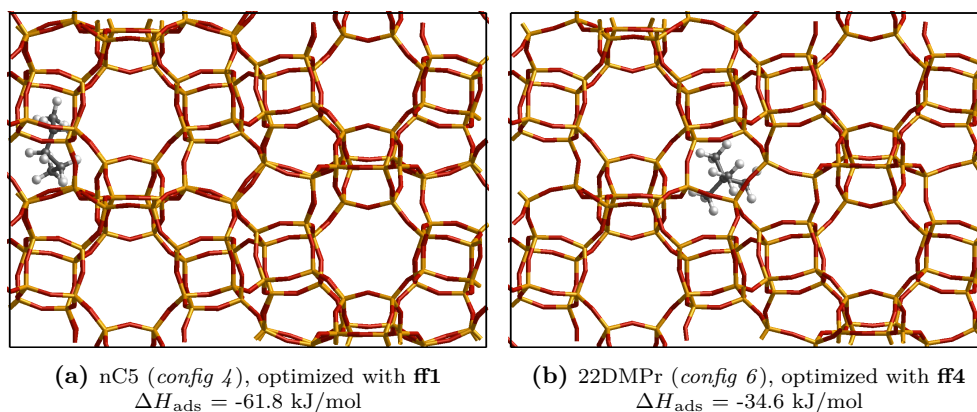 (a) nC5 (config 4), optimized with ff1
ΔHads = -61.8 kJ/mol
(b) 22DMPr (config 6), optimized with ff4
ΔHads = -34.6 kJ/mol